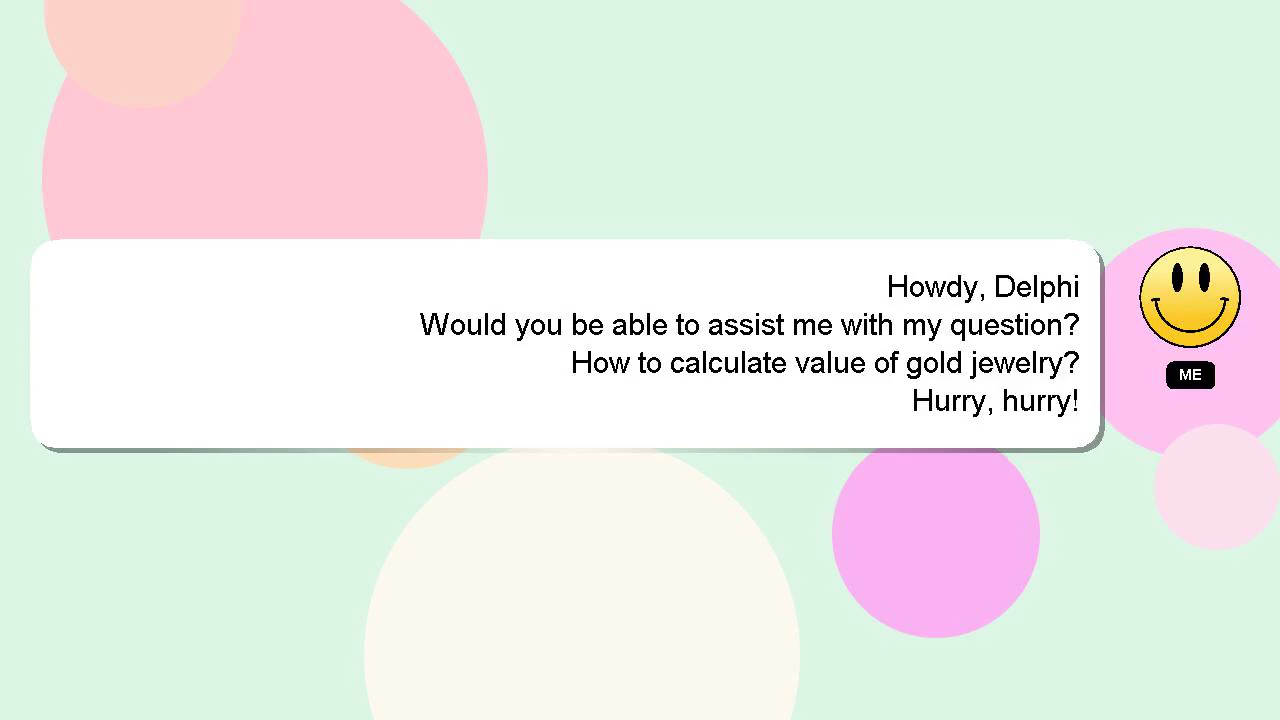 Howdy, Delphi
Would you be able to assist me with my question?
How to calculate value of gold jewelry?
Hurry, hurry!
ME